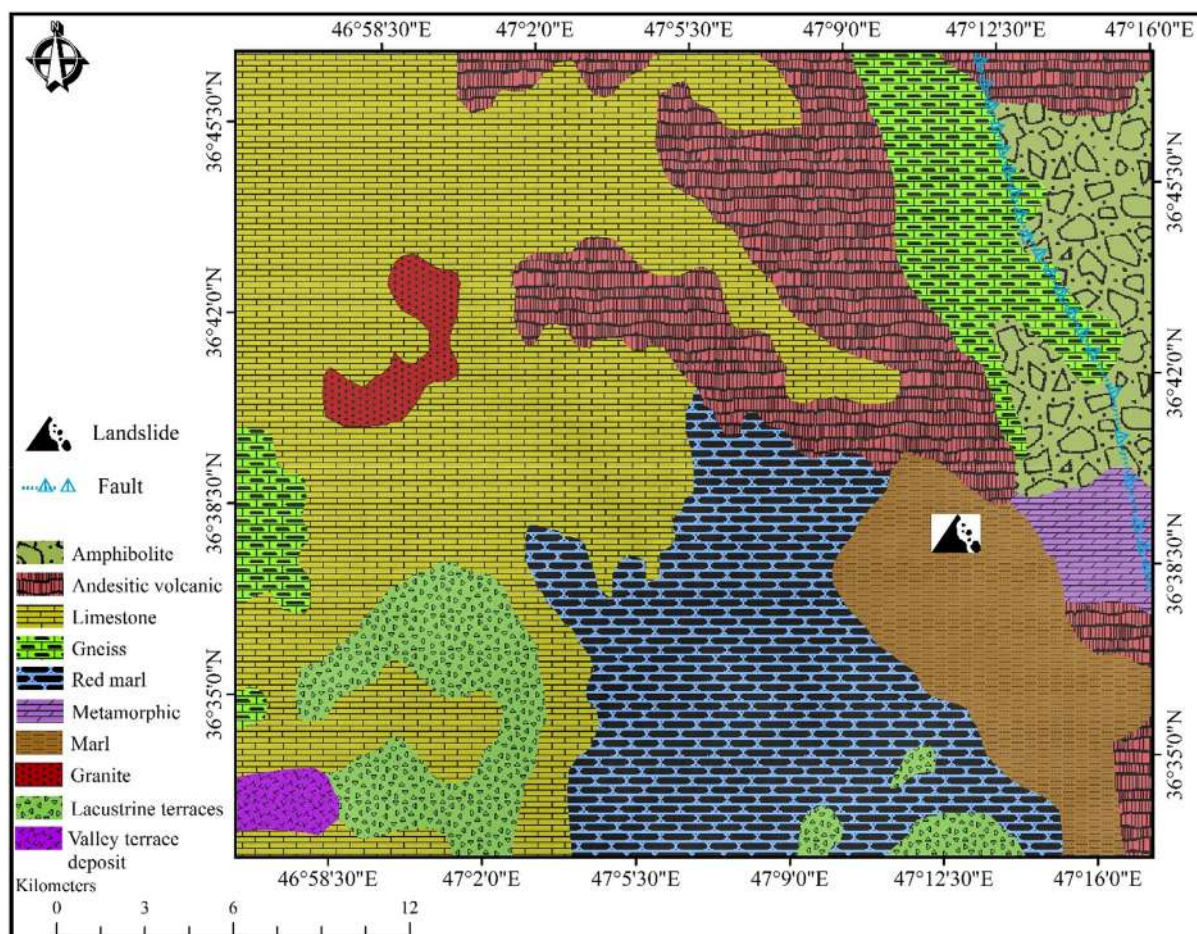 N
46°58'30"E 47°2'0"E 47°5'30"E 47°9'0"E 47°12'30"E 47°16'0"E
36°45'30"N
36°42'0"N
36°38'30"N
36°35'0"N
36°45'30"N
36°42'0"N
36°38'30"N
36°35'0"N
Landslide
Fault
Amphibolite
Andesitic volcanic
Limestone
Gneiss
Red marl
Metamorphic
Marl
Granite
Lacustrine terraces
Valley terrace
deposit
46°58'30"E 47°2'0"E 47°5'30"E 47°9'0"E 47°12'30"E 47°16'0"E
Kilometers
0 3 6 12